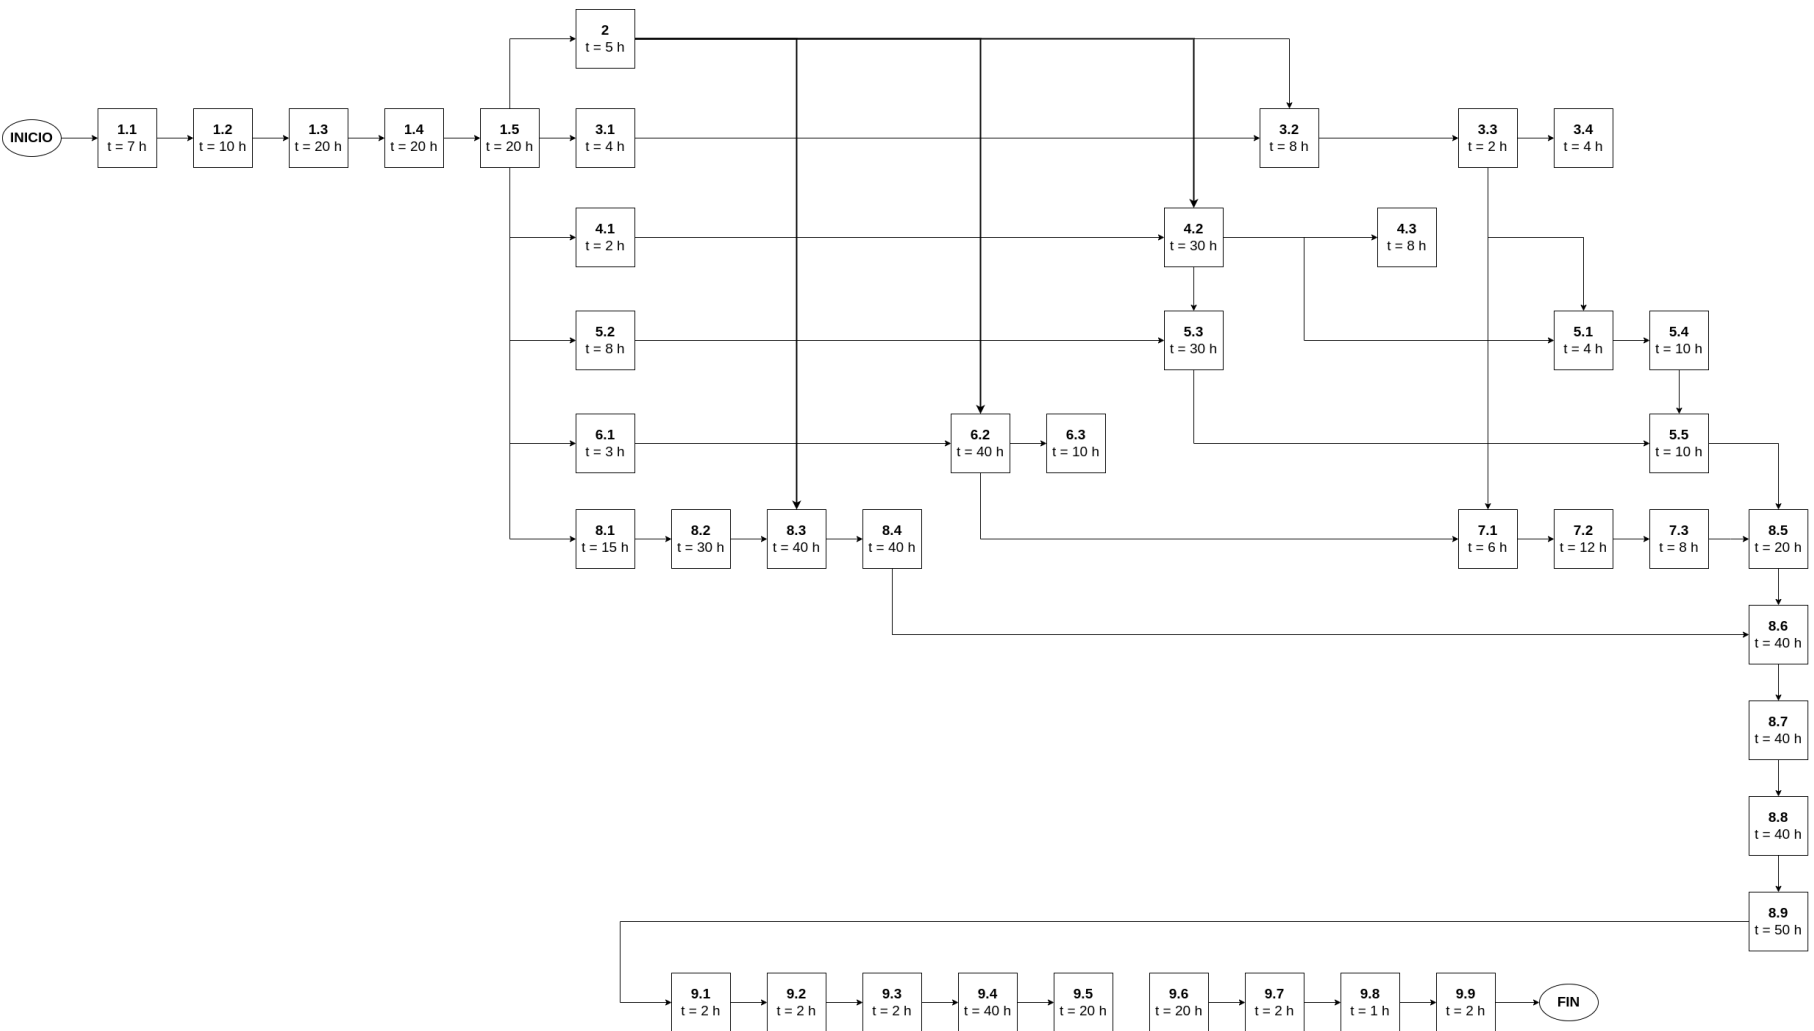 2
t = 5 h
INICIO
1.1
t = 7 h
1.2
t = 10 h
1.3
t = 20 h
1.4
t = 20 h
1.5
t = 20 h
3.1
t = 4 h
3.2
t = 8 h
3.3
t = 2 h
3.4
t = 4 h
4.1
t = 2 h
4.2
t = 30 h
4.3
t = 8 h
5.2
t = 8 h
5.3
t = 30 h
5.1
t = 4 h
5.4
t = 10 h
6.1
t = 3 h
6.2
t = 40 h
6.3
t = 10 h
5.5
t = 10 h
8.1
t = 15 h
8.2
t = 30 h
8.3
t = 40 h
8.4
t = 40 h
7.1
t = 6 h
7.2
t = 12 h
7.3
t = 8 h
8.5
t = 20 h
8.6
t = 40 h
8.7
t = 40 h
8.8
t = 40 h
8.9
t = 50 h
9.1
t = 2 h
9.2
t = 2 h
9.3
t = 2 h
9.4
t = 40 h
9.5
t = 20 h
9.6
t = 20 h
9.7
t = 2 h
9.8
t = 1 h
9.9
t = 2 h
FIN